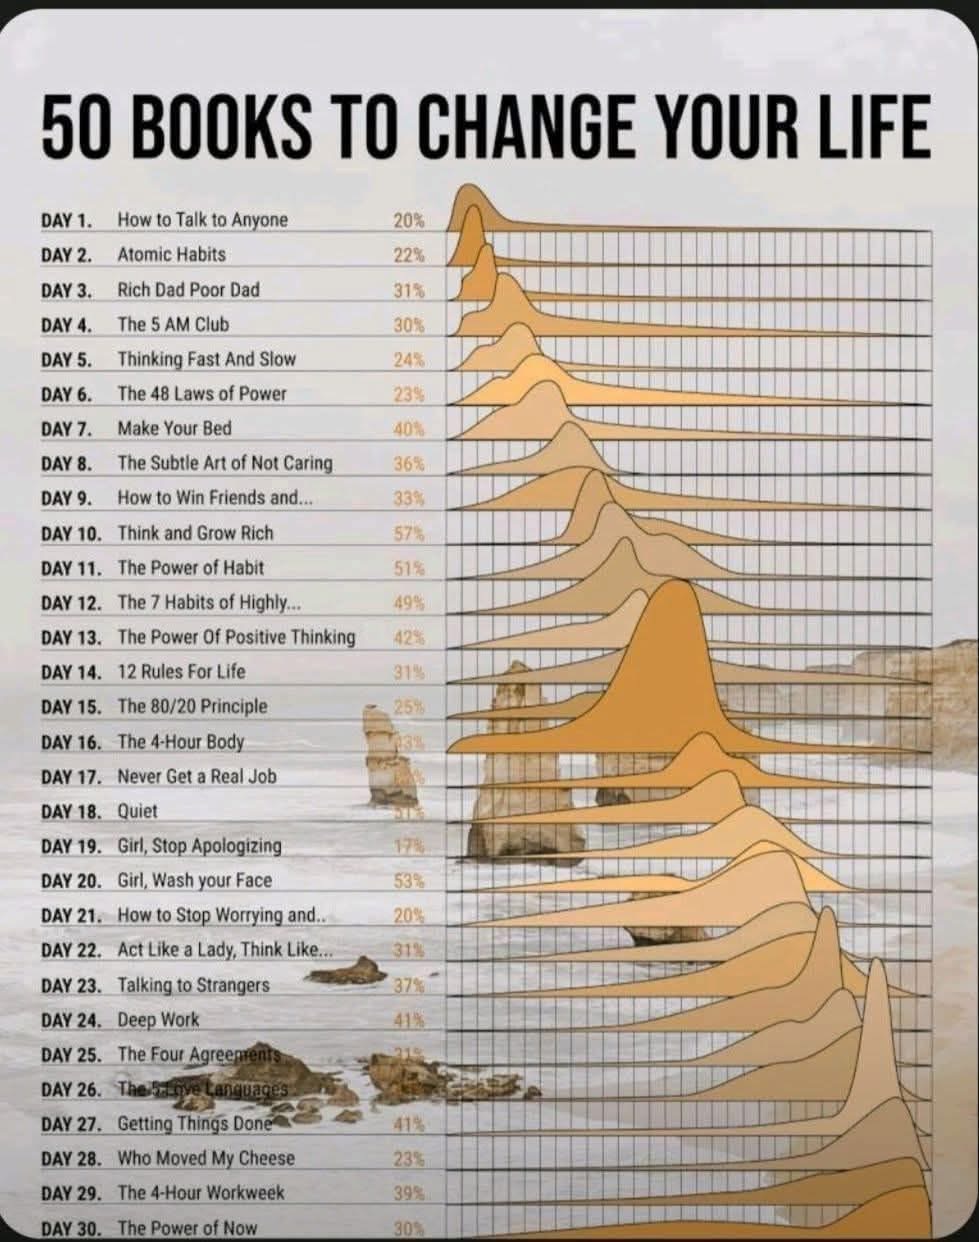 50 BOOKS TO CHANGE YOUR LIFE
DAY 1. How to Talk to Anyone 20%
DAY 2. Atomic Habits 22%
DAY 3. Rich Dad Poor Dad 31%
DAY 4. The 5 AM Club 30%
DAY 5. Thinking Fast And Slow 24%
DAY 6. The 48 Laws of Power 23%
DAY 7. Make Your Bed 40%
DAY 8. The Subtle Art of Not Caring 36%
DAY 9. How to Win Friends and... 33%
DAY 10. Think and Grow Rich 57%
DAY 11. The Power of Habit 51%
DAY 12. The 7 Habits of Highly... 49%
DAY 13. The Power Of Positive Thinking 42%
DAY 14. 12 Rules For Life 31%
DAY 15. The 80/20 Principle 25%
DAY 16. The 4-Hour Body
DAY 17. Never Get a Real Job
DAY 18. Quiet 51%
DAY 19. Girl, Stop Apologizing 17%
DAY 20. Girl, Wash your Face 53%
DAY 21. How to Stop Worrying and.. 20%
DAY 22. Act Like a Lady, Think Like... 31%
DAY 23. Talking to Strangers 37%
DAY 24. Deep Work 41%
DAY 25. The Four Agreements 31%
DAY 26. The 5 Love Languages
DAY 27. Getting Things Done 41%
DAY 28. Who Moved My Cheese 23%
DAY 29. The 4-Hour Workweek 39%
DAY 30. The Power of Now 30%